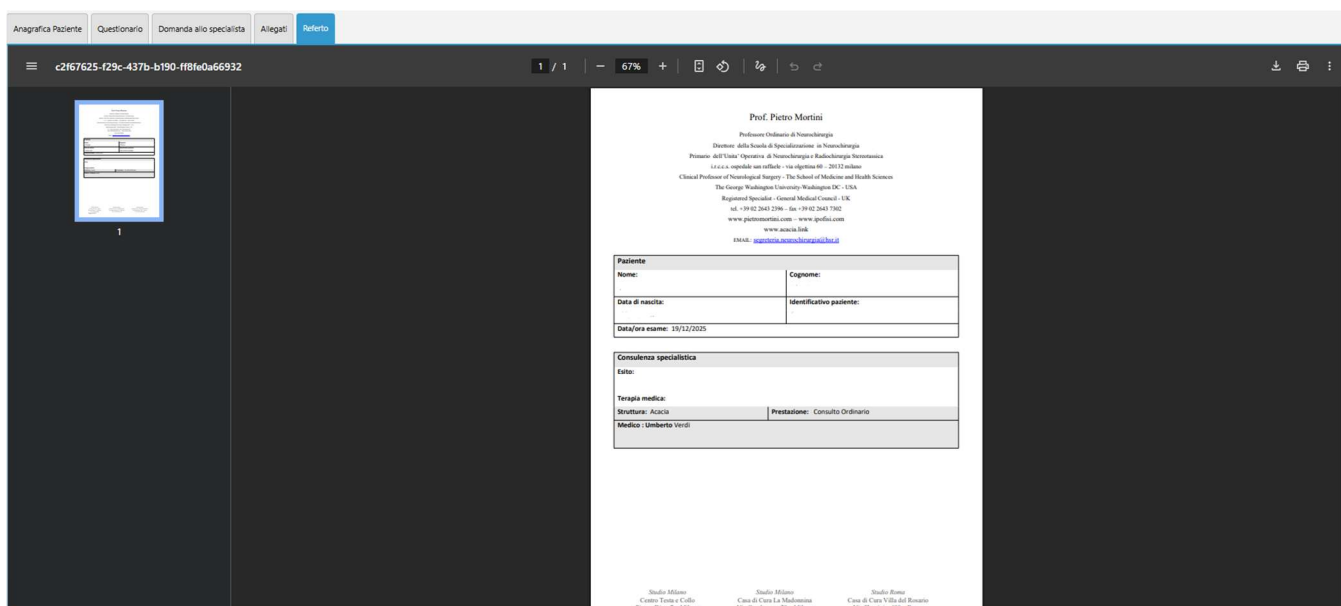 Anagrafica Paziente
Questionario
Domanda allo specialista
Allegati
Referto
c2f67625-f29c-437b-b190-ff8fe0a66932
1 / 1
67%
1
Prof. Pietro Mortini
Professore Ordinario di Neurochirurgia
Direttore della Scuola di Specializzazione in Neurochirurgia
Primario dell'Unita' Operativa di Neurochirurgia e Radiochirurgia Stereotassica
i.r.c.c.s. ospedale san raffaele - via olgettina 60 – 20132 milano
Clinical Professor of Neurological Surgery - The School of Medicine and Health Sciences
The George Washington University-Washington DC - USA
Registered Specialist - General Medical Council - UK
tel. +39 02 2643 2396 – fax +39 02 2643 7302
www.pietromortini.com – www.ipofisi.com
www.acacia.link
EMAIL: segreteria.neurochirurgia@hsr.it
Paziente
Nome:
Cognome:
Data di nascita:
Identificativo paziente:
Data/ora esame: 19/12/2025
Consulenza specialistica
Esito:
Terapia medica:
Struttura: Acacia
Prestazione: Consulto Ordinario
Medico : Umberto Verdi
Studio Milano
Centro Testa e Collo
Studio Milano
Casa di Cura La Madonnina
Studio Roma
Casa di Cura Villa del Rosario